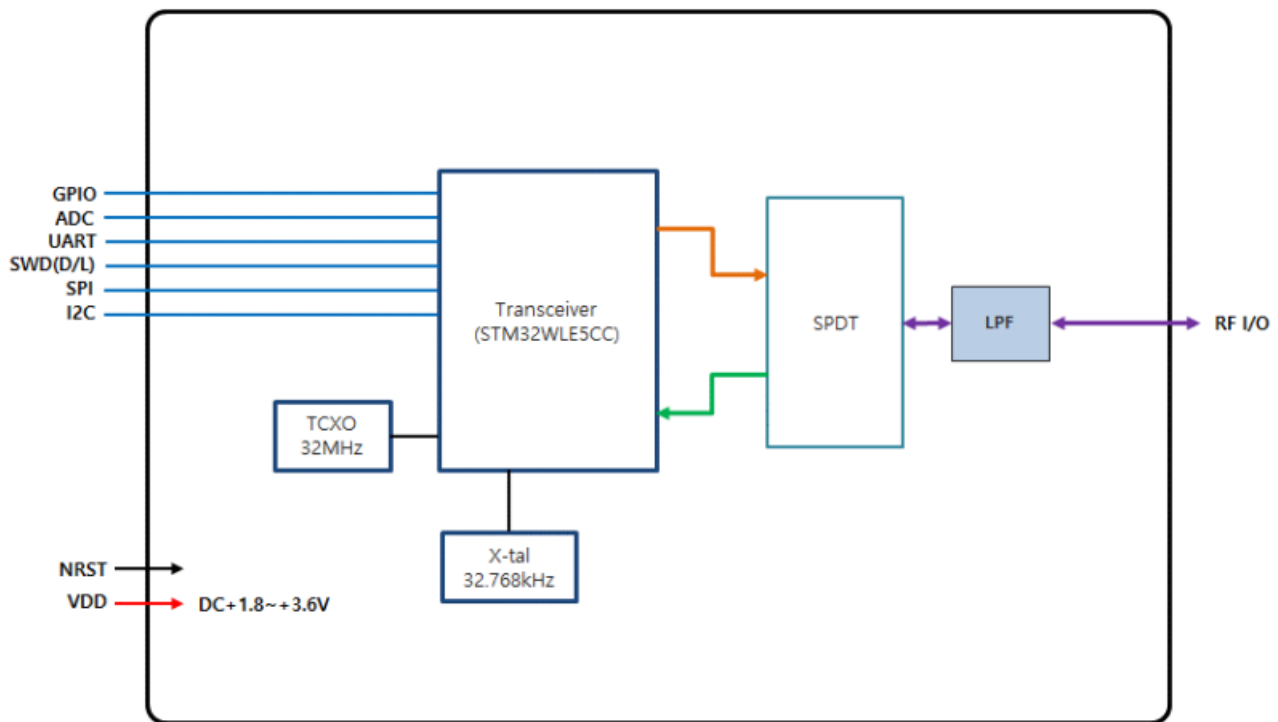 GPIO
ADC
UART
SWD(D/L)
SPI
I2C
Transceiver
(STM32WLE5CC)
SPDT
LPF
RF I/O
TCXO
32MHz
X-tal
32.768kHz
NRST
VDD
DC+1.8~+3.6V